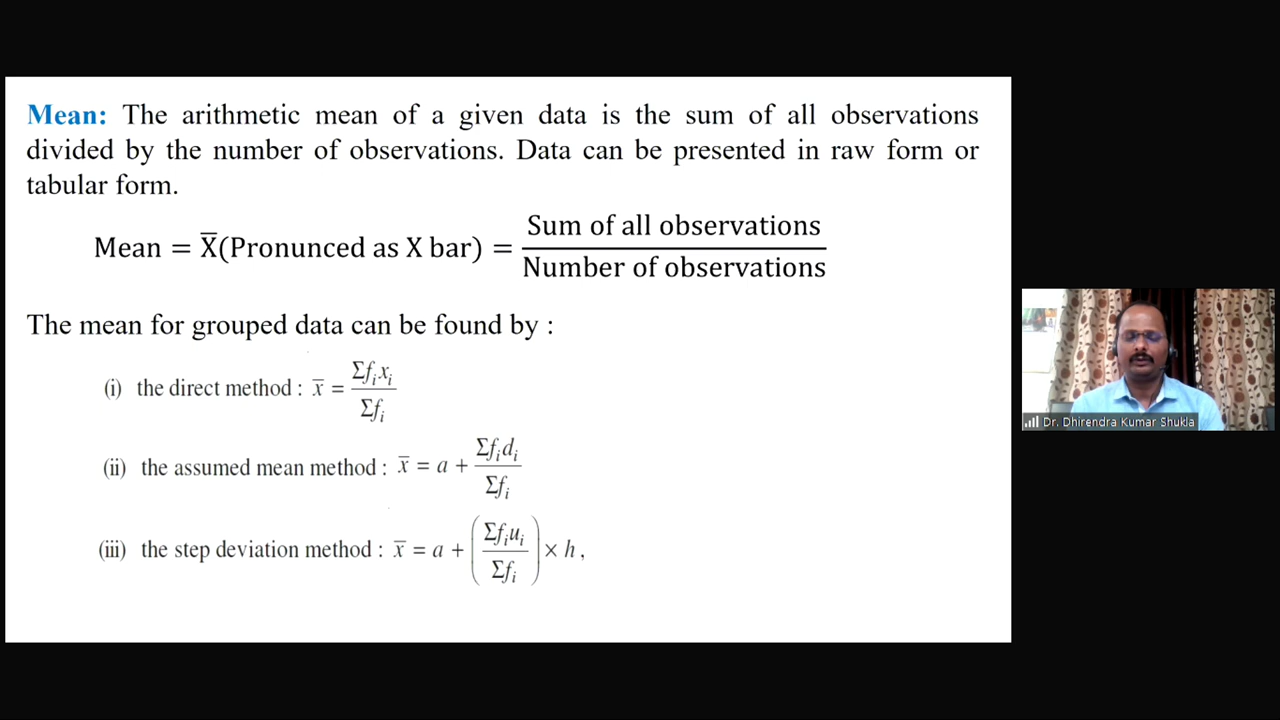 Mean: The arithmetic mean of a given data is the sum of all observations
divided by the number of observations. Data can be presented in raw form or
tabular form.
Mean = X̅(Pronunced as X bar) = Sum of all observations / Number of observations
The mean for grouped data can be found by :
(i) the direct method : x̅ = Σfᵢxᵢ / Σfᵢ
(ii) the assumed mean method : x̅ = a + Σfᵢdᵢ / Σfᵢ
(iii) the step deviation method : x̅ = a + (Σfᵢuᵢ / Σfᵢ) × h ,
Dr. Dhirendra Kumar Shukla